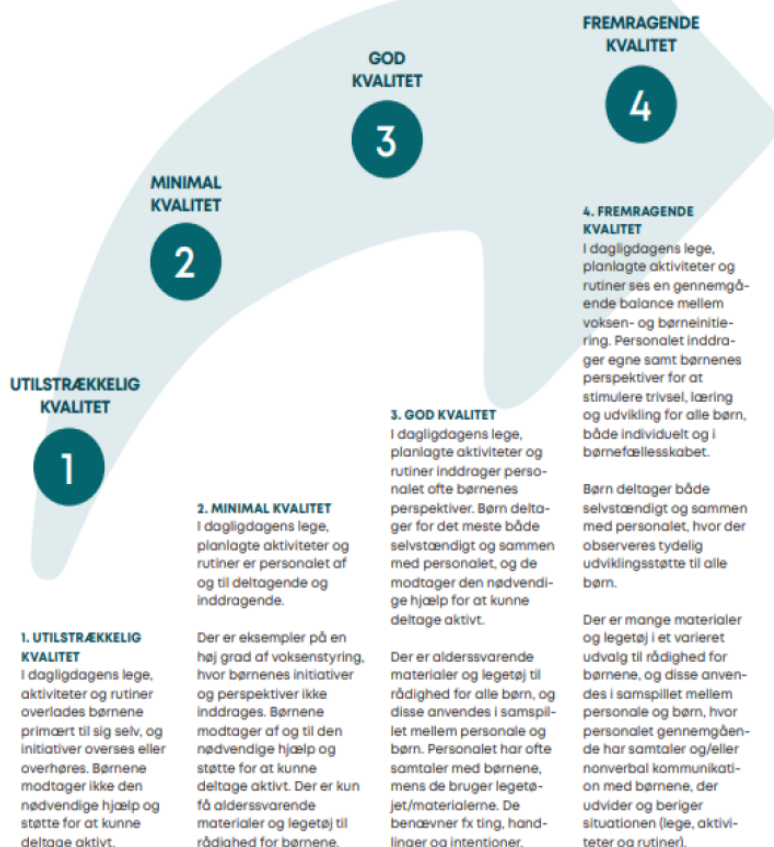 FREMRAGENDE
KVALITET
4
GOD
KVALITET
3
MINIMAL
KVALITET
2
UTILSTRÆKKELIG
KVALITET
1
1. UTILSTRÆKKELIG
KVALITET
I dagligdagens lege,
aktiviteter og rutiner
overlades børnene
primært til sig selv, og
initiativer overses eller
overhøres. Børnene
modtager ikke den
nødvendige hjælp og
støtte for at kunne
deltage aktivt.
2. MINIMAL KVALITET
I dagligdagens lege,
planlagte aktiviteter og
rutiner er personalet af
og til deltagende og
inddragende.
Der er eksempler på en
høj grad af voksenstyring,
hvor børnenes initiativer
og perspektiver ikke
inddrages. Børnene
modtager af og til den
nødvendige hjælp og
støtte for at kunne
deltage aktivt. Der er kun
få alderssvarende
materialer og legetøj til
rådighed for børnene.
3. GOD KVALITET
I dagligdagens lege,
planlagte aktiviteter og
rutiner inddrager perso-
nalet ofte børnenes
perspektiver. Børn delta-
ger for det meste både
selvstændigt og sammen
med personalet, og de
modtager den nødvendi-
ge hjælp for at kunne
deltage aktivt.
Der er alderssvarende
materialer og legetøj til
rådighed for alle børn, og
disse anvendes i samspil-
let mellem personale og
børn. Personalet har ofte
samtaler med børnene,
mens de bruger legetø-
jet/materialerne. De
benævner fx ting, hand-
linger og intentioner.
4. FREMRAGENDE
KVALITET
I dagligdagens lege,
planlagte aktiviteter og
rutiner ses en gennemgå-
ende balance mellem
voksen- og børneinitie-
ring. Personalet inddra-
ger egne samt børnenes
perspektiver for at
stimulere trivsel, læring
og udvikling for alle børn,
både individuelt og i
børnefællesskabet.
Børn deltager både
selvstændigt og sammen
med personalet, hvor der
observeres tydelig
udviklingsstøtte til alle
børn.
Der er mange materialer
og legetøj i et varieret
udvalg til rådighed for
børnene, og disse anven-
des i samspillet mellem
personale og børn, hvor
personalet gennemgåen-
de har samtaler og/eller
nonverbal kommunikati-
on med børnene, der
udvider og beriger
situationen (lege, aktivi-
teter og rutiner).